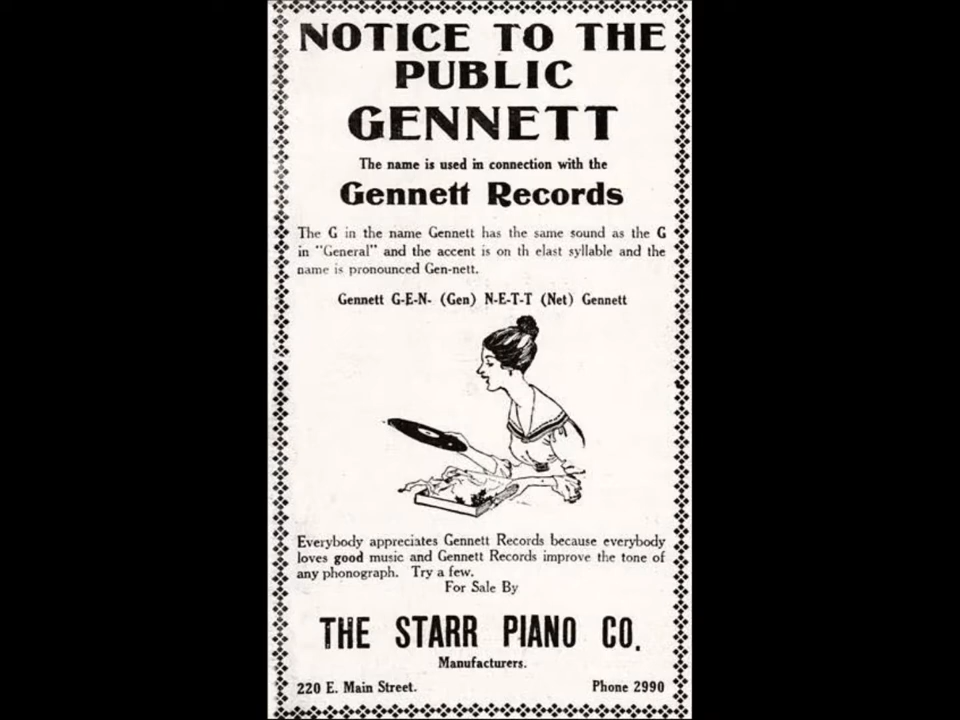 NOTICE TO THE
PUBLIC
GENNETT
The name is used in connection with the
Gennett Records
The G in the name Gennett has the same sound as the G
in "General" and the accent is on th elast syllable and the
name is pronounced Gen-nett.
Gennett G-E-N- (Gen) N-E-T-T (Net) Gennett
Everybody appreciates Gennett Records because everybody
loves good music and Gennett Records improve the tone of
any phonograph. Try a few.
For Sale By
THE STARR PIANO CO.
Manufacturers.
220 E. Main Street. Phone 2990